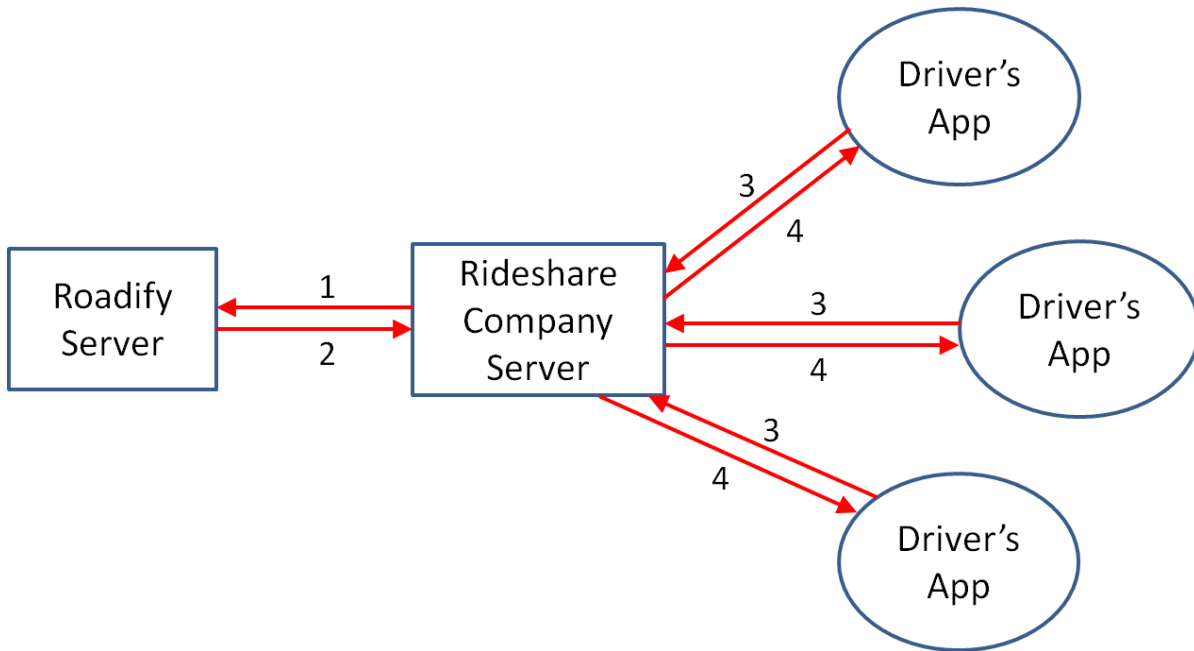 Driver's
App
3
4
Roadify
Server
1
2
Rideshare
Company
Server
3
4
Driver's
App
3
4
Driver's
App